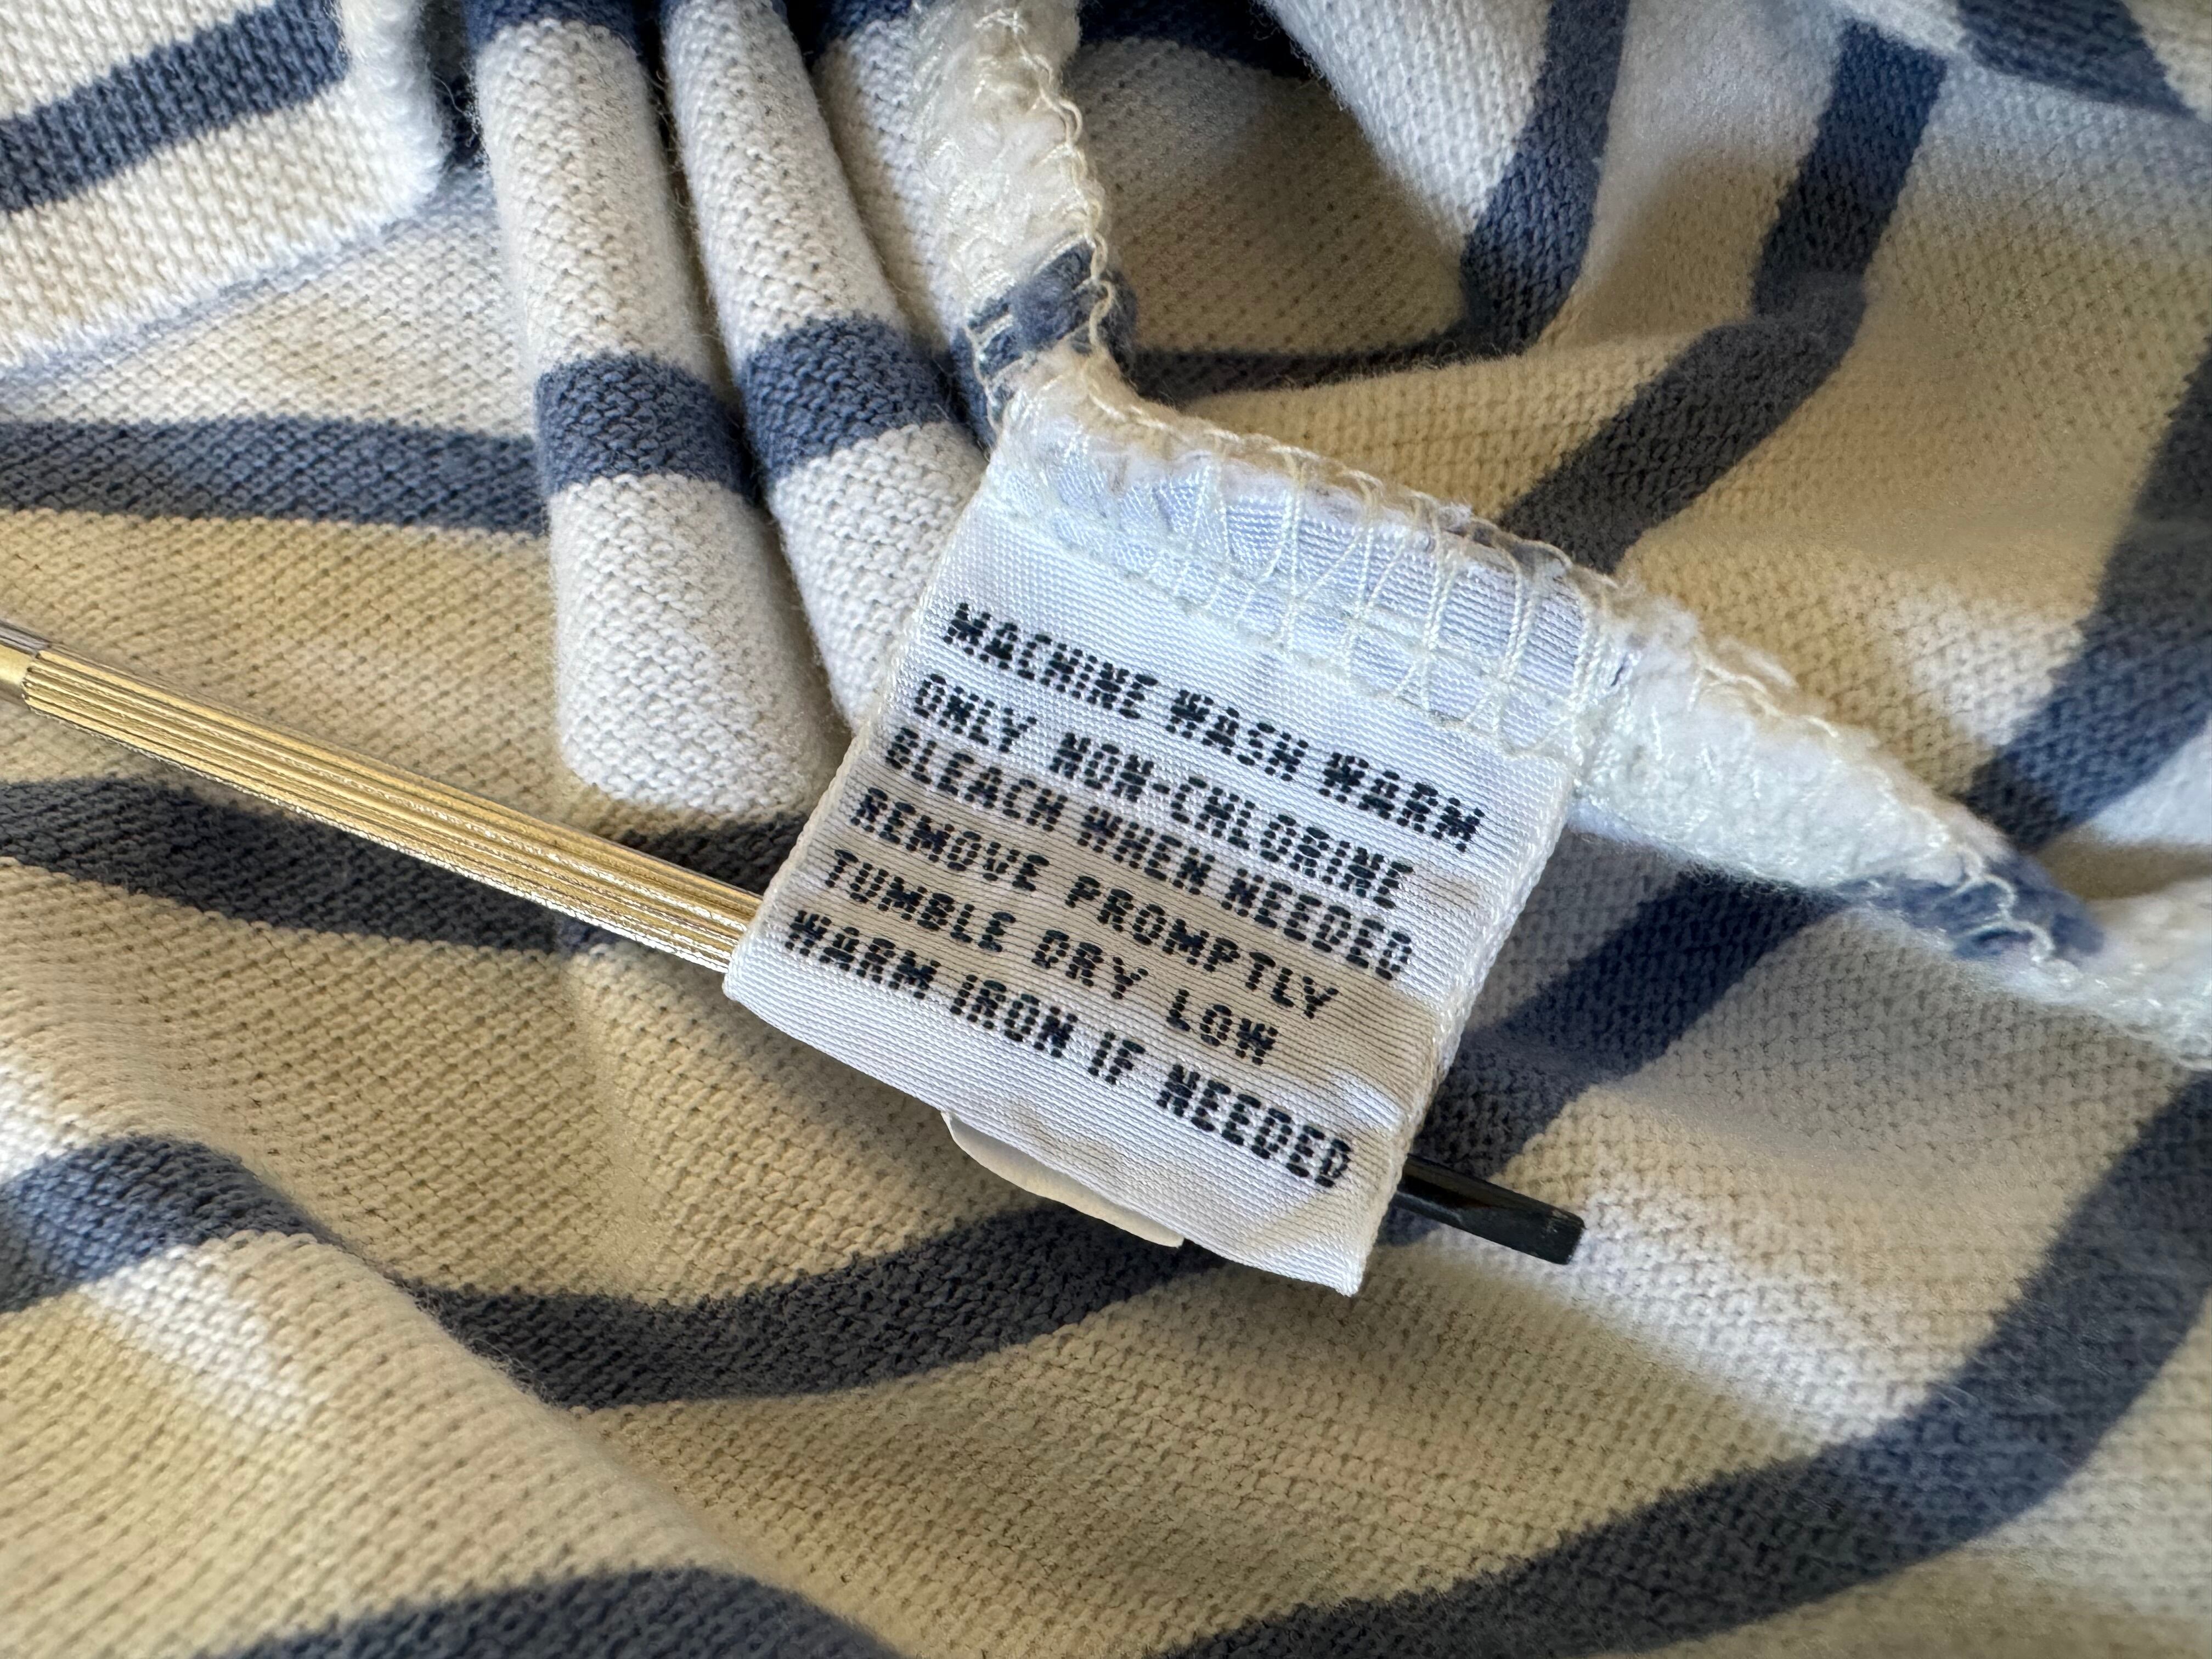 MACHINE WASH WARM
ONLY NON-CHLORINE
BLEACH WHEN NEEDED
REMOVE PROMPTLY
TUMBLE DRY LOW
WARM IRON IF NEEDED